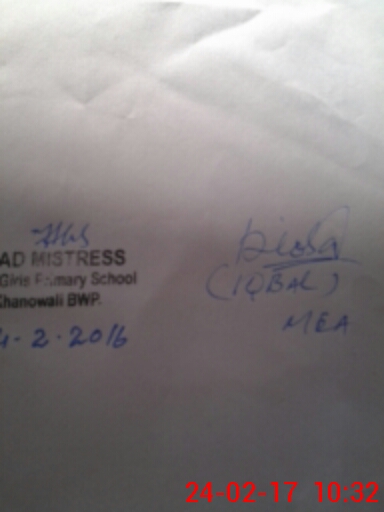 AD MISTRESS
Girls Primary School
Khanowali BWP.
4-2-2016
(IQBAL)
MEA
24-02-17 10:32